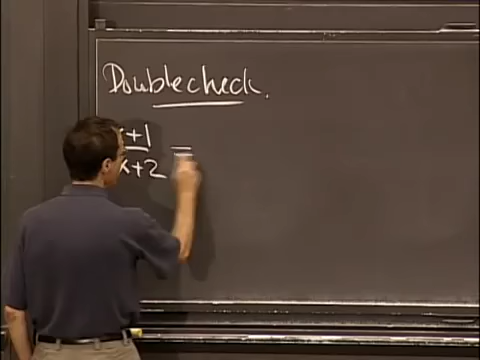 Doublecheck.
x+1
x+2 =